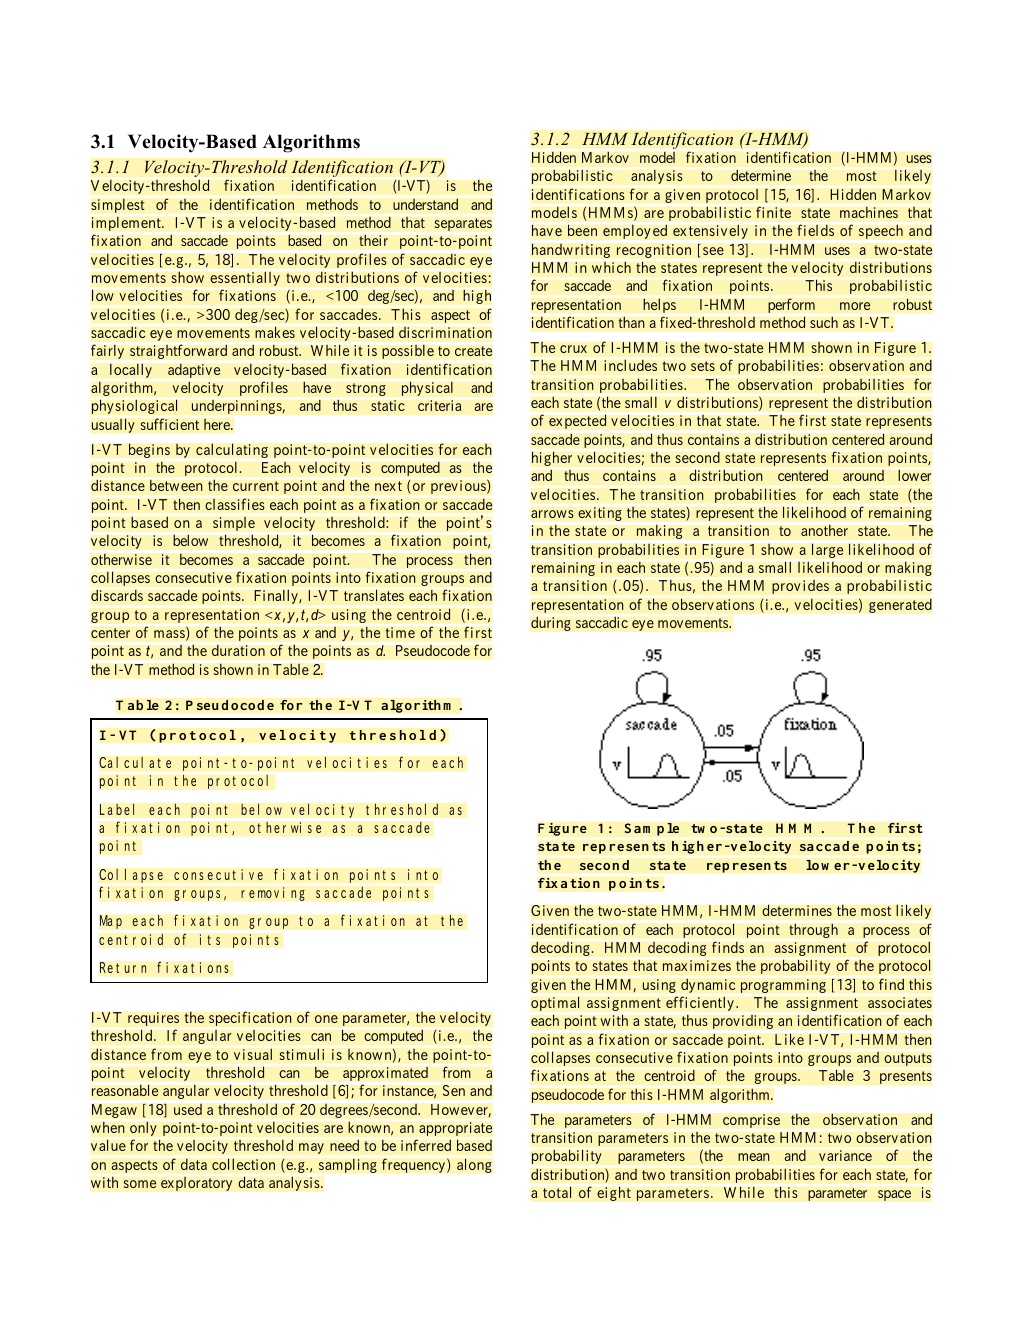 3.1 Velocity-Based Algorithms
3.1.1 Velocity-Threshold Identification (I-VT)
Velocity-threshold fixation identification (I-VT) is the
simplest of the identification methods to understand and
implement. I-VT is a velocity-based method that separates
fixation and saccade points based on their point-to-point
velocities [e.g., 5, 18]. The velocity profiles of saccadic eye
movements show essentially two distributions of velocities:
low velocities for fixations (i.e., <100 deg/sec), and high
velocities (i.e., >300 deg/sec) for saccades. This aspect of
saccadic eye movements makes velocity-based discrimination
fairly straightforward and robust. While it is possible to create
a locally adaptive velocity-based fixation identification
algorithm, velocity profiles have strong physical and
physiological underpinnings, and thus static criteria are
usually sufficient here.
I-VT begins by calculating point-to-point velocities for each
point in the protocol. Each velocity is computed as the
distance between the current point and the next (or previous)
point. I-VT then classifies each point as a fixation or saccade
point based on a simple velocity threshold: if the point's
velocity is below threshold, it becomes a fixation point,
otherwise it becomes a saccade point. The process then
collapses consecutive fixation points into fixation groups and
discards saccade points. Finally, I-VT translates each fixation
group to a representation <x,y,t,d> using the centroid (i.e.,
center of mass) of the points as x and y, the time of the first
point as t, and the duration of the points as d. Pseudocode for
the I-VT method is shown in Table 2.
Table 2: Pseudocode for the I-VT algorithm.
I-VT (protocol, velocity threshold)
Calculate point-to-point velocities for each
point in the protocol
Label each point below velocity threshold as
a fixation point, otherwise as a saccade
point
Collapse consecutive fixation points into
fixation groups, removing saccade points
Map each fixation group to a fixation at the
centroid of its points
Return fixations
I-VT requires the specification of one parameter, the velocity
threshold. If angular velocities can be computed (i.e., the
distance from eye to visual stimuli is known), the point-to-
point velocity threshold can be approximated from a
reasonable angular velocity threshold [6]; for instance, Sen and
Megaw [18] used a threshold of 20 degrees/second. However,
when only point-to-point velocities are known, an appropriate
value for the velocity threshold may need to be inferred based
on aspects of data collection (e.g., sampling frequency) along
with some exploratory data analysis.
3.1.2 HMM Identification (I-HMM)
Hidden Markov model fixation identification (I-HMM) uses
probabilistic analysis to determine the most likely
identifications for a given protocol [15, 16]. Hidden Markov
models (HMMs) are probabilistic finite state machines that
have been employed extensively in the fields of speech and
handwriting recognition [see 13]. I-HMM uses a two-state
HMM in which the states represent the velocity distributions
for saccade and fixation points. This probabilistic
representation helps I-HMM perform more robust
identification than a fixed-threshold method such as I-VT.
The crux of I-HMM is the two-state HMM shown in Figure 1.
The HMM includes two sets of probabilities: observation and
transition probabilities. The observation probabilities for
each state (the small v distributions) represent the distribution
of expected velocities in that state. The first state represents
saccade points, and thus contains a distribution centered around
higher velocities; the second state represents fixation points,
and thus contains a distribution centered around lower
velocities. The transition probabilities for each state (the
arrows exiting the states) represent the likelihood of remaining
in the state or making a transition to another state. The
transition probabilities in Figure 1 show a large likelihood of
remaining in each state (.95) and a small likelihood or making
a transition (.05). Thus, the HMM provides a probabilistic
representation of the observations (i.e., velocities) generated
during saccadic eye movements.
.95 .95
saccade .05 fixation
v v
.05
Figure 1: Sample two-state HMM. The first
state represents higher-velocity saccade points;
the second state represents lower-velocity
fixation points.
Given the two-state HMM, I-HMM determines the most likely
identification of each protocol point through a process of
decoding. HMM decoding finds an assignment of protocol
points to states that maximizes the probability of the protocol
given the HMM, using dynamic programming [13] to find this
optimal assignment efficiently. The assignment associates
each point with a state, thus providing an identification of each
point as a fixation or saccade point. Like I-VT, I-HMM then
collapses consecutive fixation points into groups and outputs
fixations at the centroid of the groups. Table 3 presents
pseudocode for this I-HMM algorithm.
The parameters of I-HMM comprise the observation and
transition parameters in the two-state HMM: two observation
probability parameters (the mean and variance of the
distribution) and two transition probabilities for each state, for
a total of eight parameters. While this parameter space is